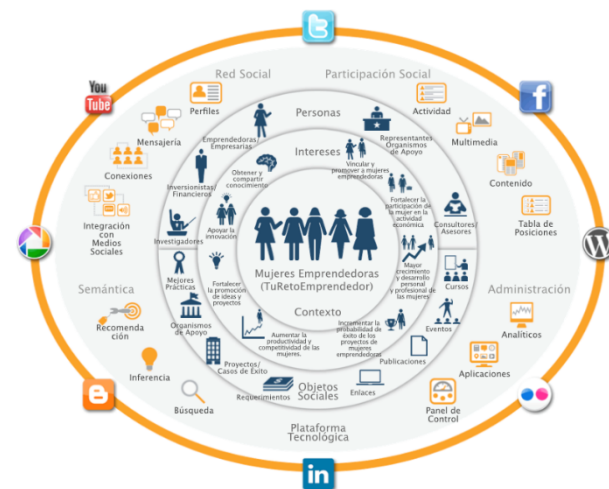 You
Tube
Red Social
Participación Social
Perfiles
Actividad
Mensajería
Multimedia
Conexiones
Contenido
Integración
con
Medios
Sociales
Tabla de
Posiciones
Personas
Emprendedoras/
Empresarias
Representantes
Organismos
de Apoyo
Inversionistas/
Financieros
Consultores/
Asesores
Investigadores
Intereses
Obtener y
compartir
conocimiento
Vincular y
promover a mujeres
emprendedoras
Apoyar la
innovación
Fortalecer la
participación de
la mujer en la
actividad
económica
Fortalecer
la promoción
de ideas y
proyectos
Mayor
crecimiento y
desarrollo personal
y profesional de
las mujeres
Mujeres Emprendedoras
(TuRetoEmprendedor)
Contexto
Aumentar la
productividad y
competitividad de las
mujeres.
Incrementar la
probabilidad de
éxito de los
proyectos de
mujeres
emprendedoras
Mejores
Prácticas
Cursos
Organismos
de Apoyo
Eventos
Proyectos/
Casos de Éxito
Publicaciones
Requerimientos
Objetos
Sociales
Enlaces
Semántica
Administración
Recomenda
ción
Analíticos
Inferencia
Aplicaciones
Búsqueda
Panel de
Control
Plataforma
Tecnológica
in